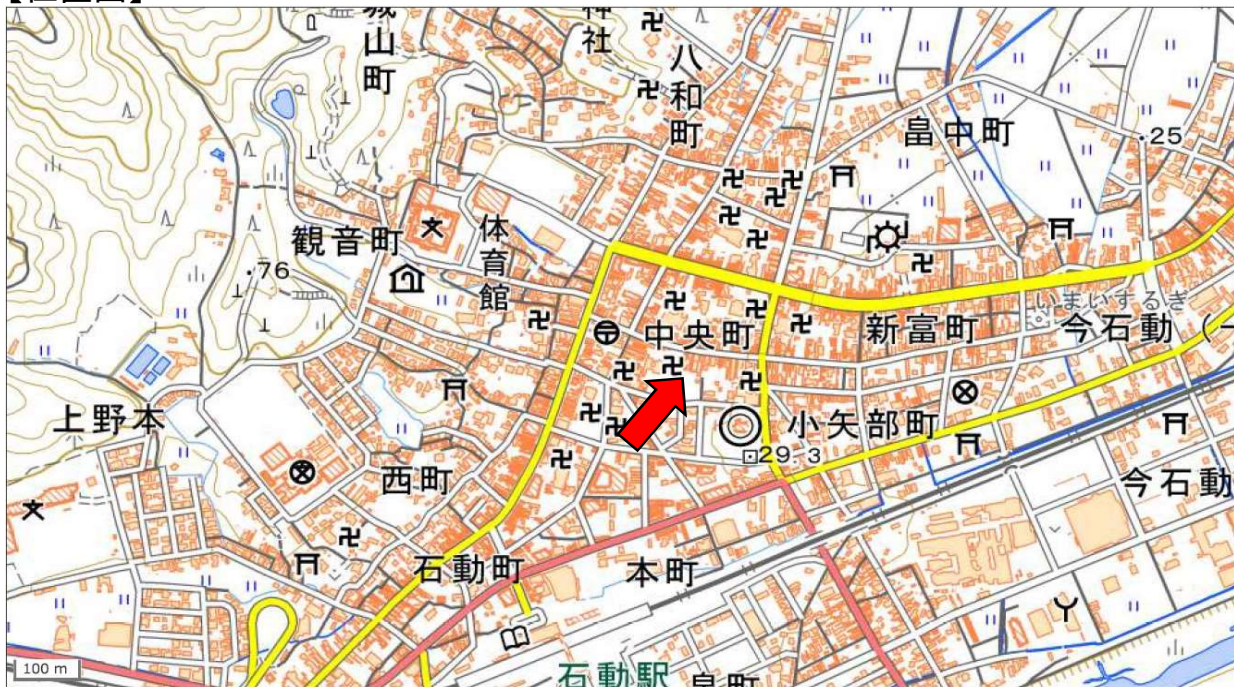 城山町
神社
八和町
畠中町
・25
観音町
体育館
・76
中央町
新富町
いまいするぎ
今石動（一
上野本
小矢部町
29.3
西町
今石動
石動町
本町
100 m
石動駅